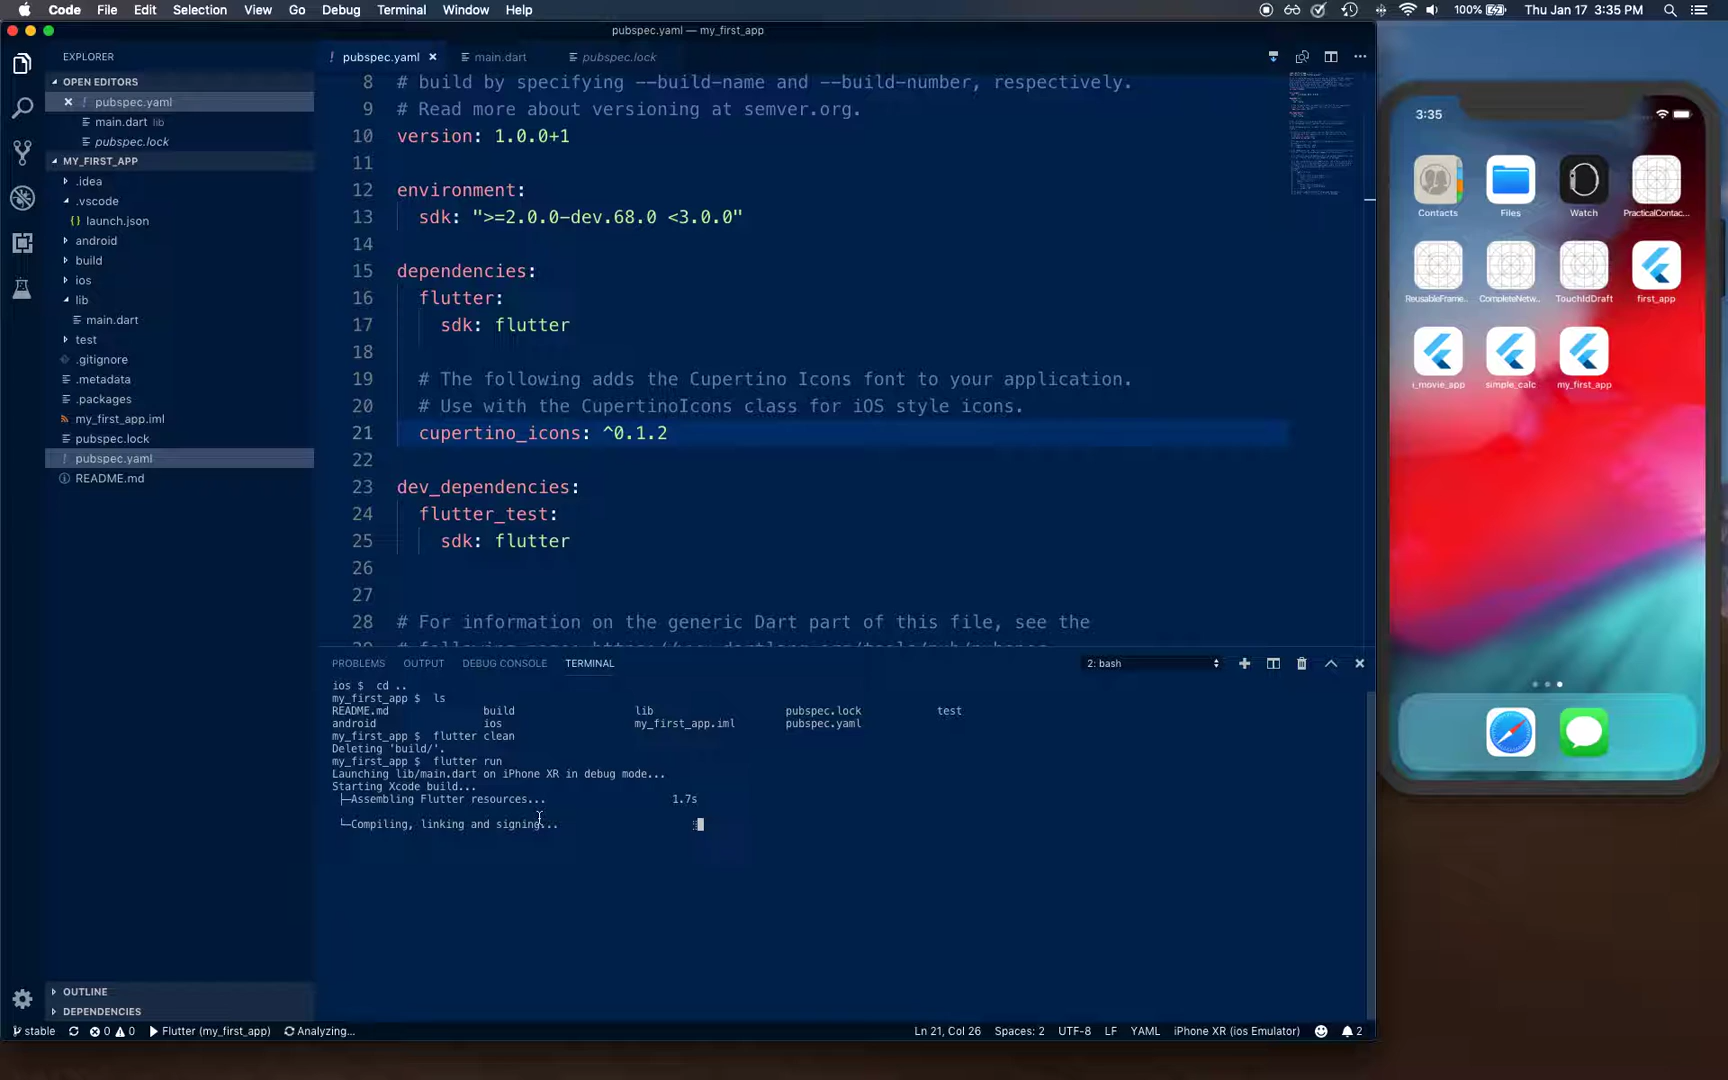 Code File Edit Selection View Go Debug Terminal Window Help
100% Thu Jan 17 3:35 PM
pubspec.yaml — my_first_app
EXPLORER
OPEN EDITORS
pubspec.yaml
main.dart lib
pubspec.lock
MY_FIRST_APP
.idea
.vscode
launch.json
android
build
ios
lib
main.dart
test
.gitignore
.metadata
.packages
my_first_app.iml
pubspec.lock
pubspec.yaml
README.md
OUTLINE
DEPENDENCIES
pubspec.yaml main.dart pubspec.lock
8 # build by specifying --build-name and --build-number, respectively.
9 # Read more about versioning at semver.org.
10 version: 1.0.0+1
11
12 environment:
13 sdk: ">=2.0.0-dev.68.0 <3.0.0"
14
15 dependencies:
16 flutter:
17 sdk: flutter
18
19 # The following adds the Cupertino Icons font to your application.
20 # Use with the CupertinoIcons class for iOS style icons.
21 cupertino_icons: ^0.1.2
22
23 dev_dependencies:
24 flutter_test:
25 sdk: flutter
26
27
28 # For information on the generic Dart part of this file, see the
PROBLEMS OUTPUT DEBUG CONSOLE TERMINAL 2: bash
ios $ cd ..
my_first_app $ ls
README.md build lib pubspec.lock test
android ios my_first_app.iml pubspec.yaml
my_first_app $ flutter clean
Deleting 'build/'.
my_first_app $ flutter run
Launching lib/main.dart on iPhone XR in debug mode...
Starting Xcode build...
├─Assembling Flutter resources... 1.7s
└─Compiling, linking and signing...
stable 0 0 Flutter (my_first_app) Analyzing...
Ln 21, Col 26 Spaces: 2 UTF-8 LF YAML iPhone XR (ios Emulator) 2
3:35
Contacts Files Watch PracticalContac...
ReusableFrame... CompleteNetw... TouchIdDraft first_app
i_movie_app simple_calc my_first_app